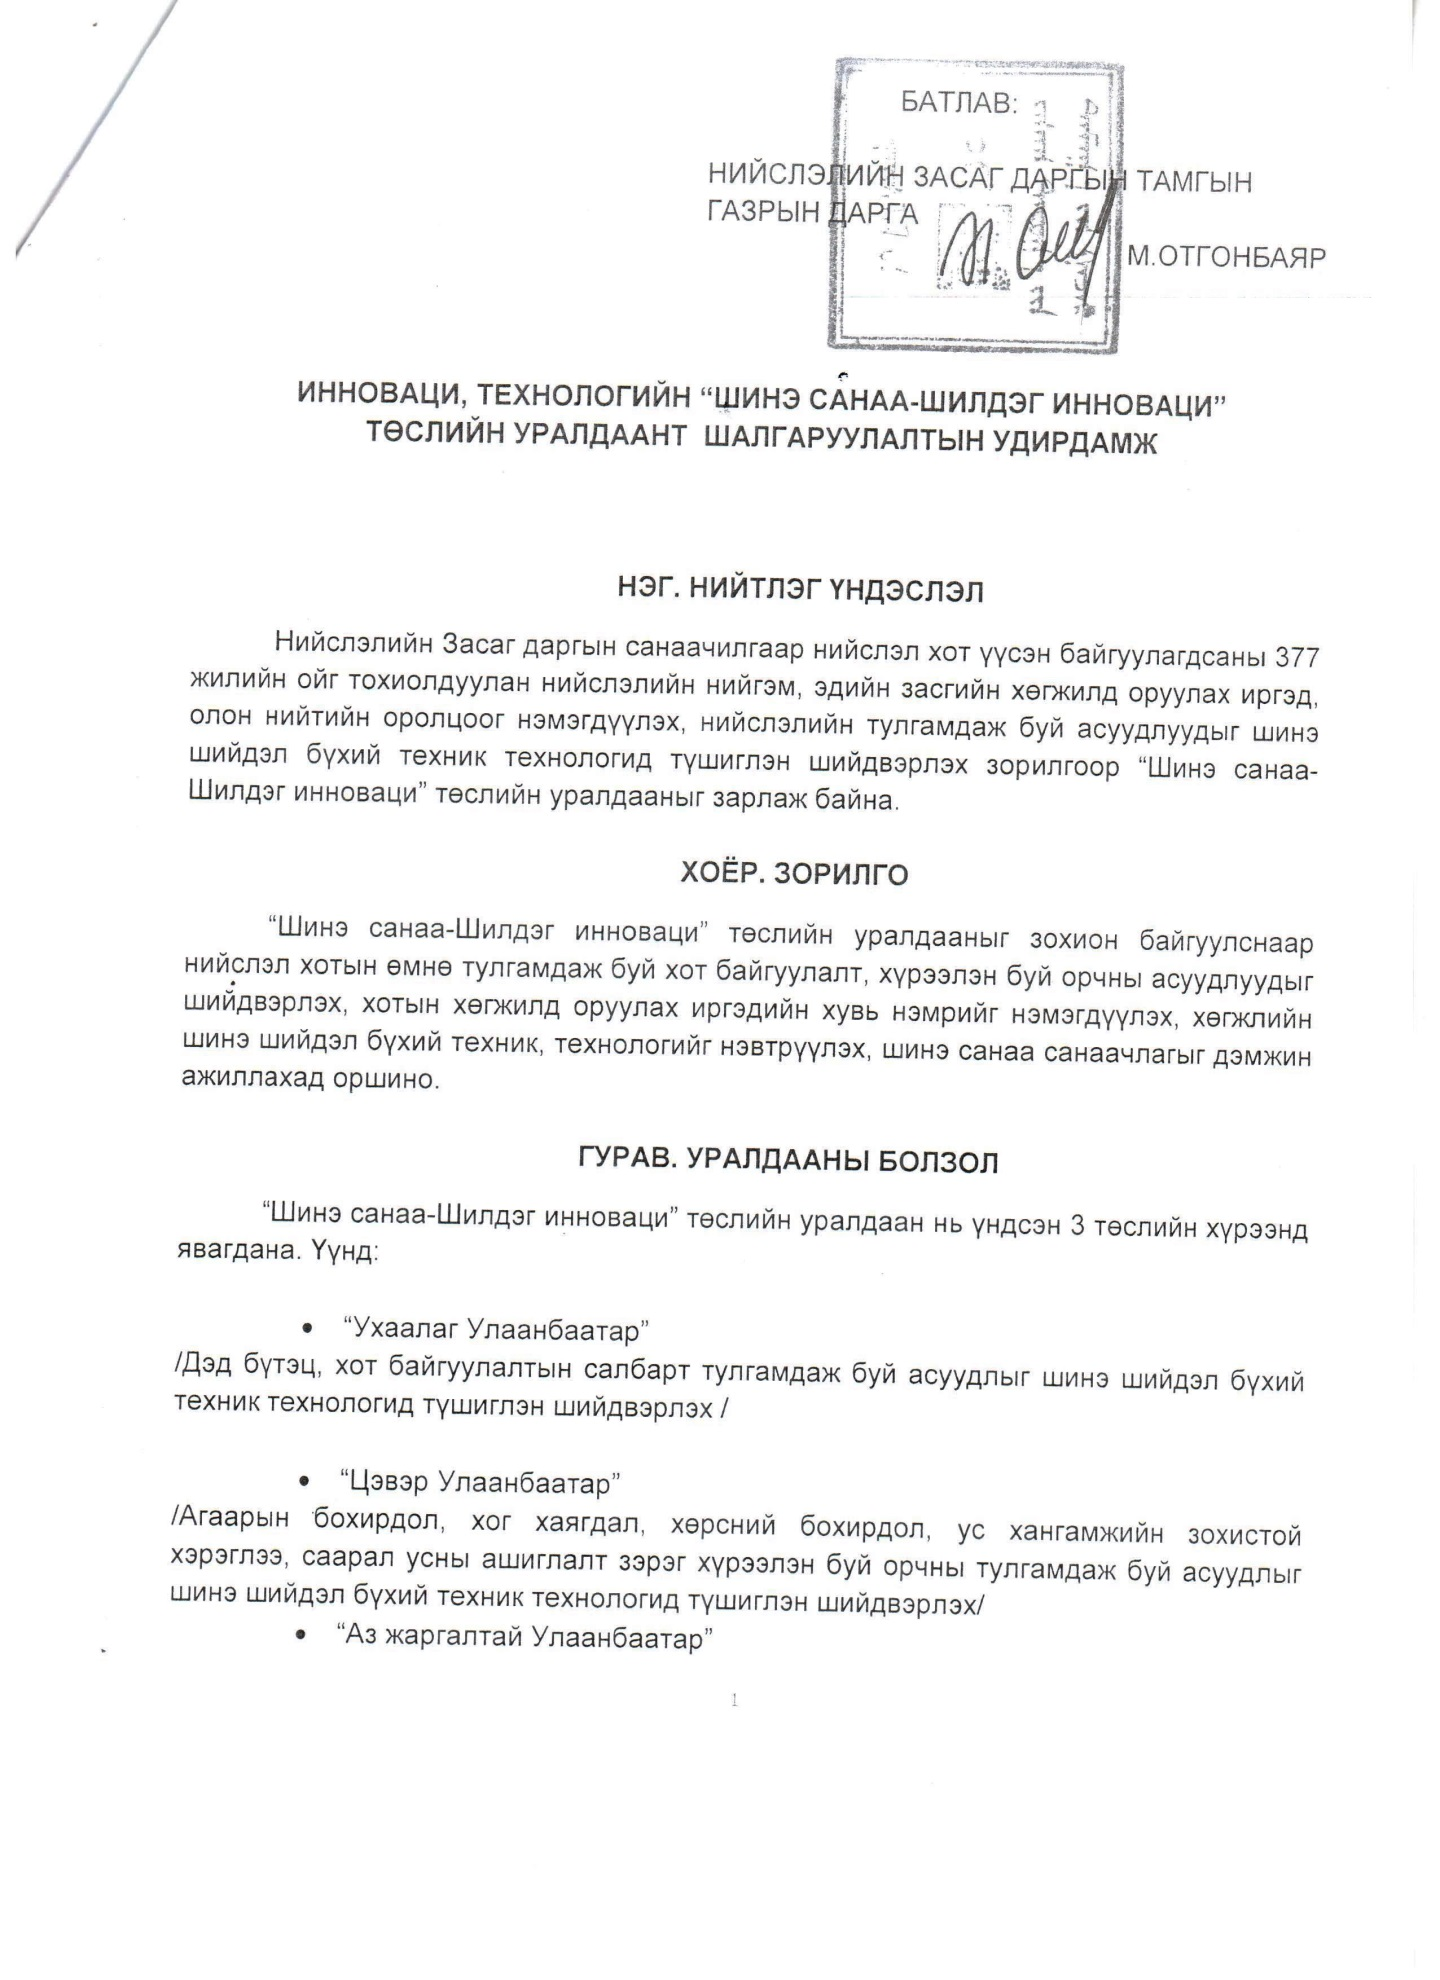 БАТЛАВ:
НИЙСЛЭЛИЙН ЗАСАГ ДАРГЫН ТАМГЫН
ГАЗРЫН ДАРГА
М.ОТГОНБАЯР
ИННОВАЦИ, ТЕХНОЛОГИЙН “ШИНЭ САНАА-ШИЛДЭГ ИННОВАЦИ”
ТӨСЛИЙН УРАЛДААНТ ШАЛГАРУУЛАЛТЫН УДИРДАМЖ
НЭГ. НИЙТЛЭГ ҮНДЭСЛЭЛ
Нийслэлийн Засаг даргын санаачилгаар нийслэл хот үүсэн байгуулагдсаны 377
жилийн ойг тохиолдуулан нийслэлийн нийгэм, эдийн засгийн хөгжилд оруулах иргэд,
олон нийтийн оролцоог нэмэгдүүлэх, нийслэлийн тулгамдаж буй асуудлуудыг шинэ
шийдэл бүхий техник технологид түшиглэн шийдвэрлэх зорилгоор “Шинэ санаа-
Шилдэг инноваци” төслийн уралдааныг зарлаж байна.
ХОЁР. ЗОРИЛГО
“Шинэ санаа-Шилдэг инноваци” төслийн уралдааныг зохион байгуулснаар
нийслэл хотын өмнө тулгамдаж буй хот байгуулалт, хүрээлэн буй орчны асуудлуудыг
шийдвэрлэх, хотын хөгжилд оруулах иргэдийн хувь нэмрийг нэмэгдүүлэх, хөгжлийн
шинэ шийдэл бүхий техник, технологийг нэвтрүүлэх, шинэ санаа санаачлагыг дэмжин
ажиллахад оршино.
ГУРАВ. УРАЛДААНЫ БОЛЗОЛ
“Шинэ санаа-Шилдэг инноваци” төслийн уралдаан нь үндсэн 3 төслийн хүрээнд
явагдана. Үүнд:
• “Ухаалаг Улаанбаатар”
/Дэд бүтэц, хот байгуулалтын салбарт тулгамдаж буй асуудлыг шинэ шийдэл бүхий
техник технологид түшиглэн шийдвэрлэх /
• “Цэвэр Улаанбаатар”
/Агаарын бохирдол, хог хаягдал, хөрсний бохирдол, ус хангамжийн зохистой
хэрэглээ, саарал усны ашиглалт зэрэг хүрээлэн буй орчны тулгамдаж буй асуудлыг
шинэ шийдэл бүхий техник технологид түшиглэн шийдвэрлэх/
• “Аз жаргалтай Улаанбаатар”
1